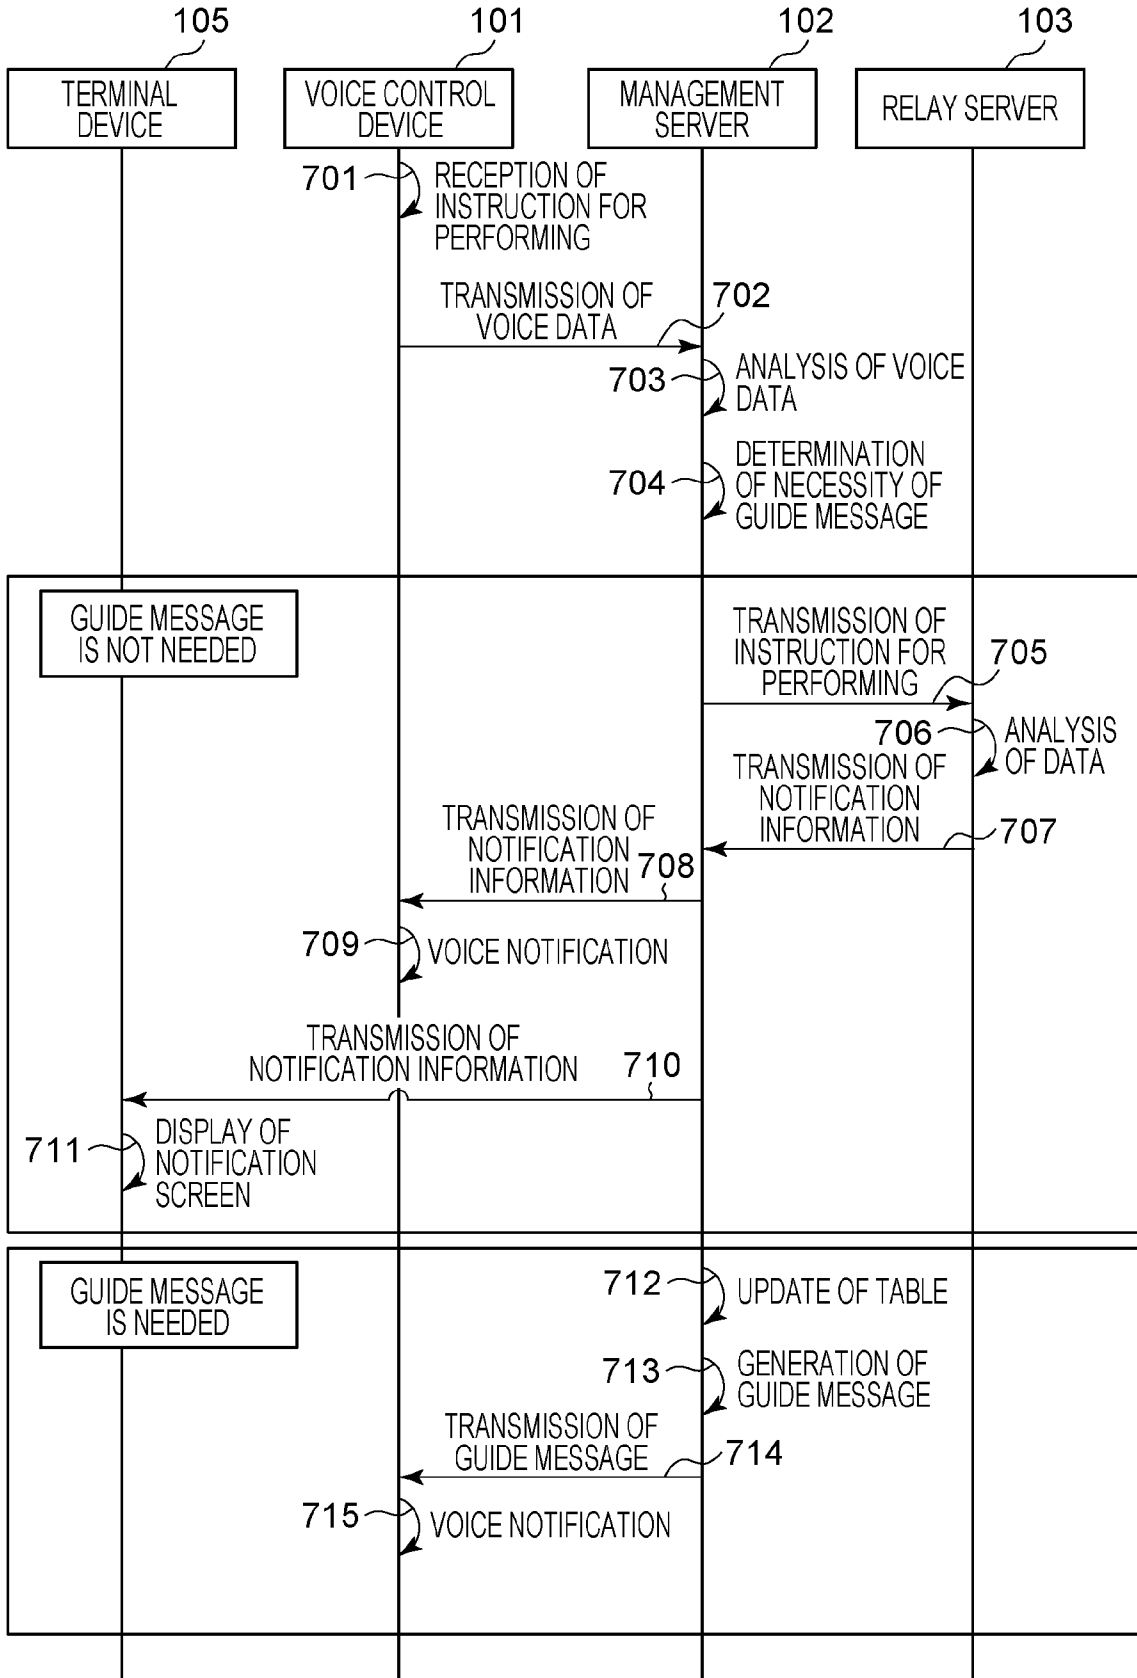 105
101
102
103
TERMINAL
DEVICE
VOICE CONTROL
DEVICE
MANAGEMENT
SERVER
RELAY SERVER
701
RECEPTION OF
INSTRUCTION FOR
PERFORMING
TRANSMISSION OF
VOICE DATA
702
703
ANALYSIS OF VOICE
DATA
704
DETERMINATION
OF NECESSITY OF
GUIDE MESSAGE
GUIDE MESSAGE
IS NOT NEEDED
TRANSMISSION OF
INSTRUCTION FOR
PERFORMING
705
706
ANALYSIS
OF DATA
TRANSMISSION OF
NOTIFICATION
INFORMATION
707
TRANSMISSION OF
NOTIFICATION
INFORMATION
708
709
VOICE NOTIFICATION
TRANSMISSION OF
NOTIFICATION INFORMATION
710
711
DISPLAY OF
NOTIFICATION
SCREEN
GUIDE MESSAGE
IS NEEDED
712
UPDATE OF TABLE
713
GENERATION OF
GUIDE MESSAGE
TRANSMISSION OF
GUIDE MESSAGE
714
715
VOICE NOTIFICATION